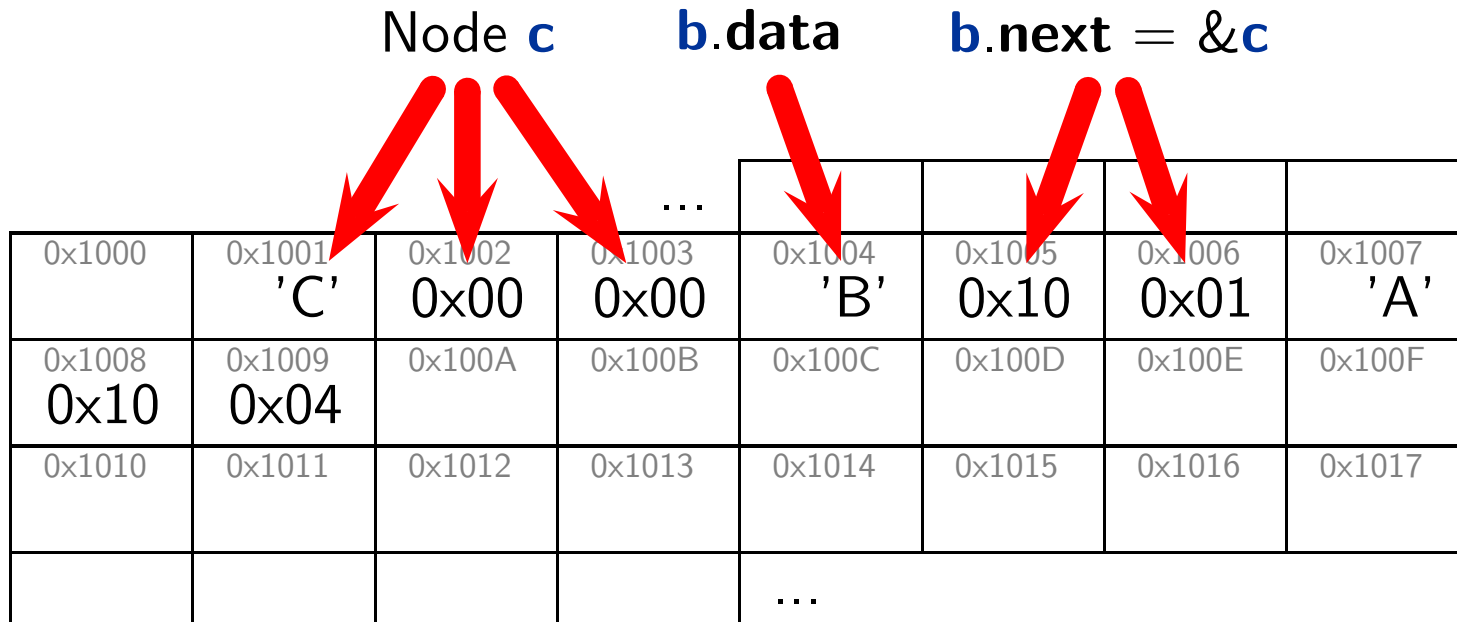 Node c b.data b.next = &c
...
0x1000 0x1001 0x1002 0x1003 0x1004 0x1005 0x1006 0x1007
'C' 0x00 0x00 'B' 0x10 0x01 'A'
0x1008 0x1009 0x100A 0x100B 0x100C 0x100D 0x100E 0x100F
0x10 0x04
0x1010 0x1011 0x1012 0x1013 0x1014 0x1015 0x1016 0x1017
...